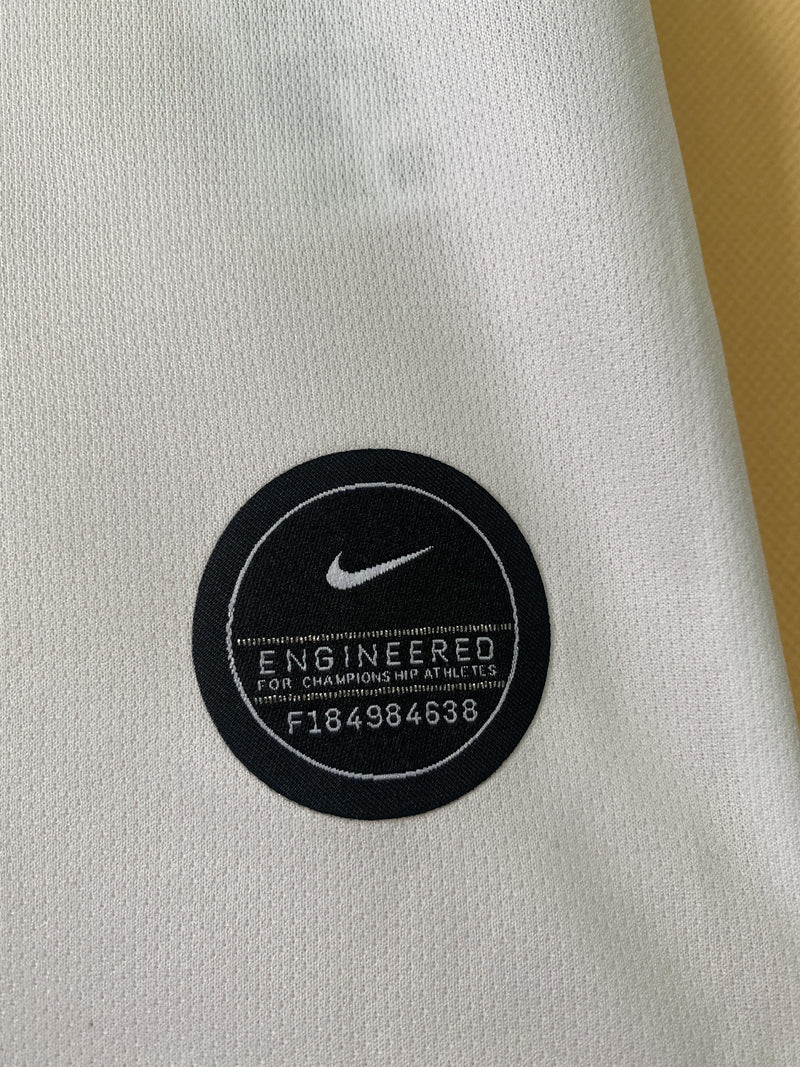 ENGINEERED
FOR CHAMPIONSHIP ATHLETES
F184984638